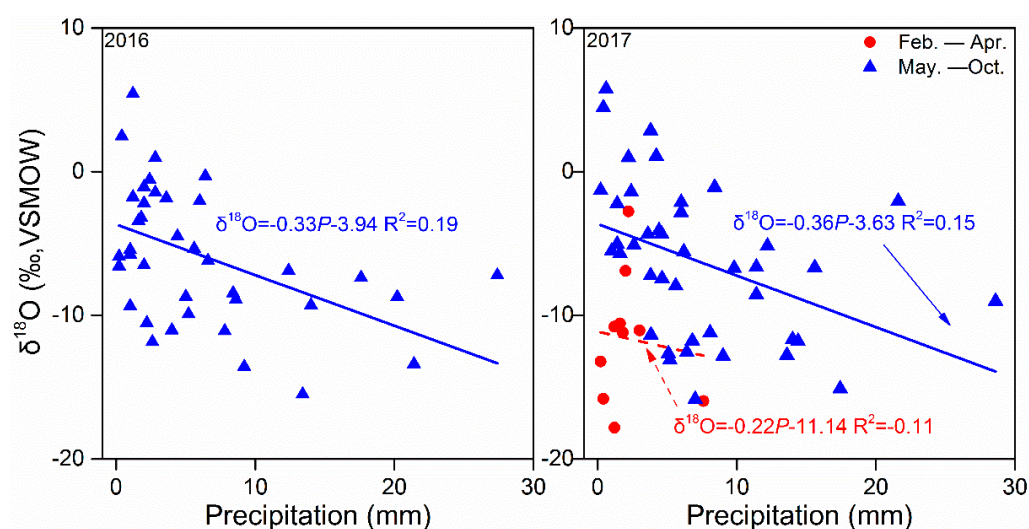 10
0
-10
-20
δ¹⁸O (‰,VSMOW)
2016
δ¹⁸O=-0.33P-3.94 R²=0.19
0 10 20 30
Precipitation (mm)
10
0
-10
-20
2017
Feb. — Apr.
May. —Oct.
δ¹⁸O=-0.36P-3.63 R²=0.15
δ¹⁸O=-0.22P-11.14 R²=-0.11
0 10 20 30
Precipitation (mm)